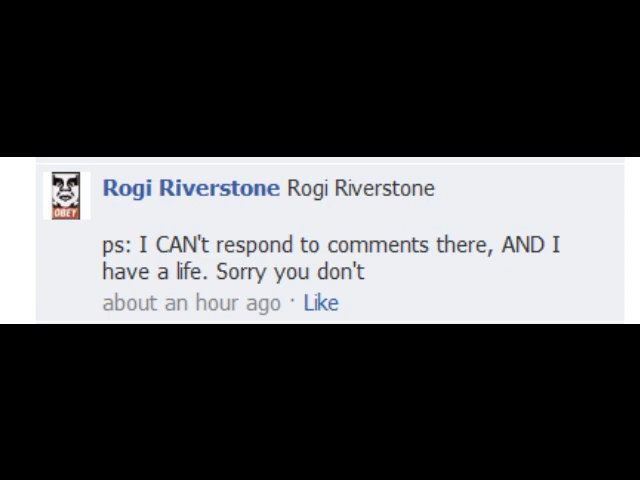 OBEY
Rogi Riverstone Rogi Riverstone
ps: I CAN't respond to comments there, AND I
have a life. Sorry you don't
about an hour ago · Like